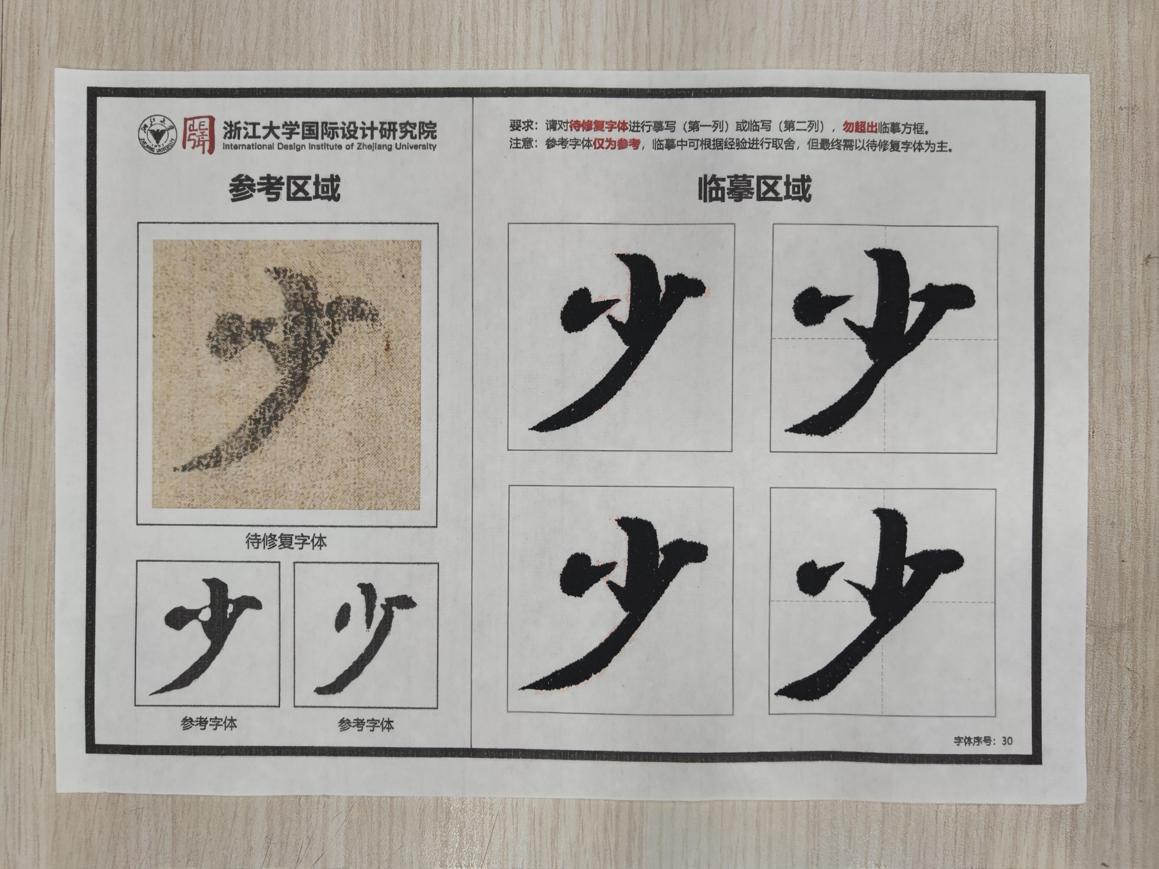 浙江大学国际设计研究院
International Design Institute of Zhejiang University
参考区域
少
待修复字体
少
少
参考字体
参考字体
要求：请对待修复字体进行摹写（第一列）或临写（第二列），勿超出临摹方框。
注意：参考字体仅为参考，临摹中可根据经验进行取舍，但最终需以待修复字体为主。
临摹区域
少
少
少
少
字体序号：30